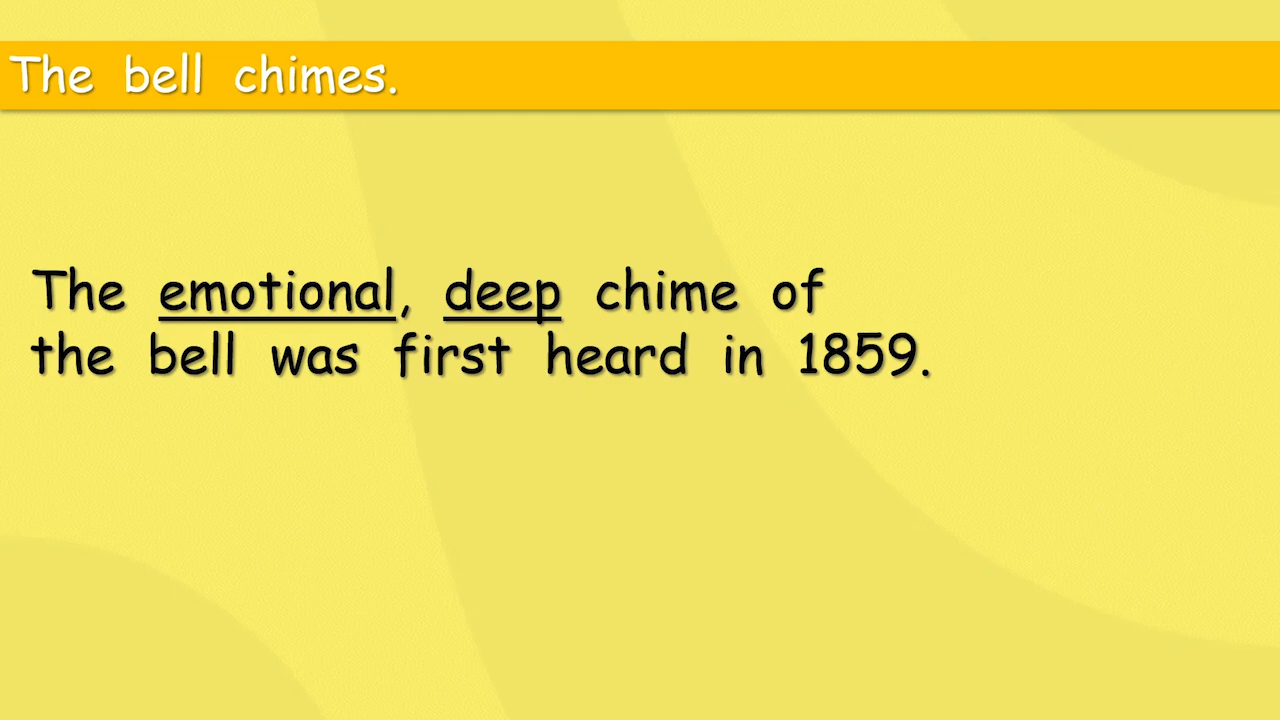 The bell chimes.
The emotional, deep chime of
the bell was first heard in 1859.